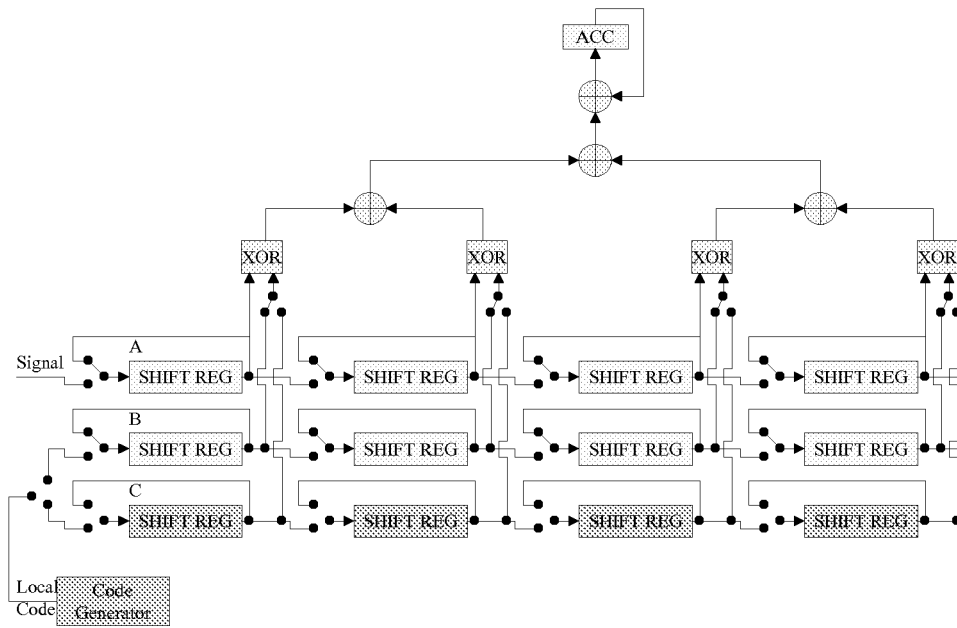 ACC
XOR XOR XOR XOR
A
Signal
SHIFT REG SHIFT REG SHIFT REG SHIFT REG
B
SHIFT REG SHIFT REG SHIFT REG SHIFT REG
C
SHIFT REG SHIFT REG SHIFT REG SHIFT REG
Local
Code
Code
Generator